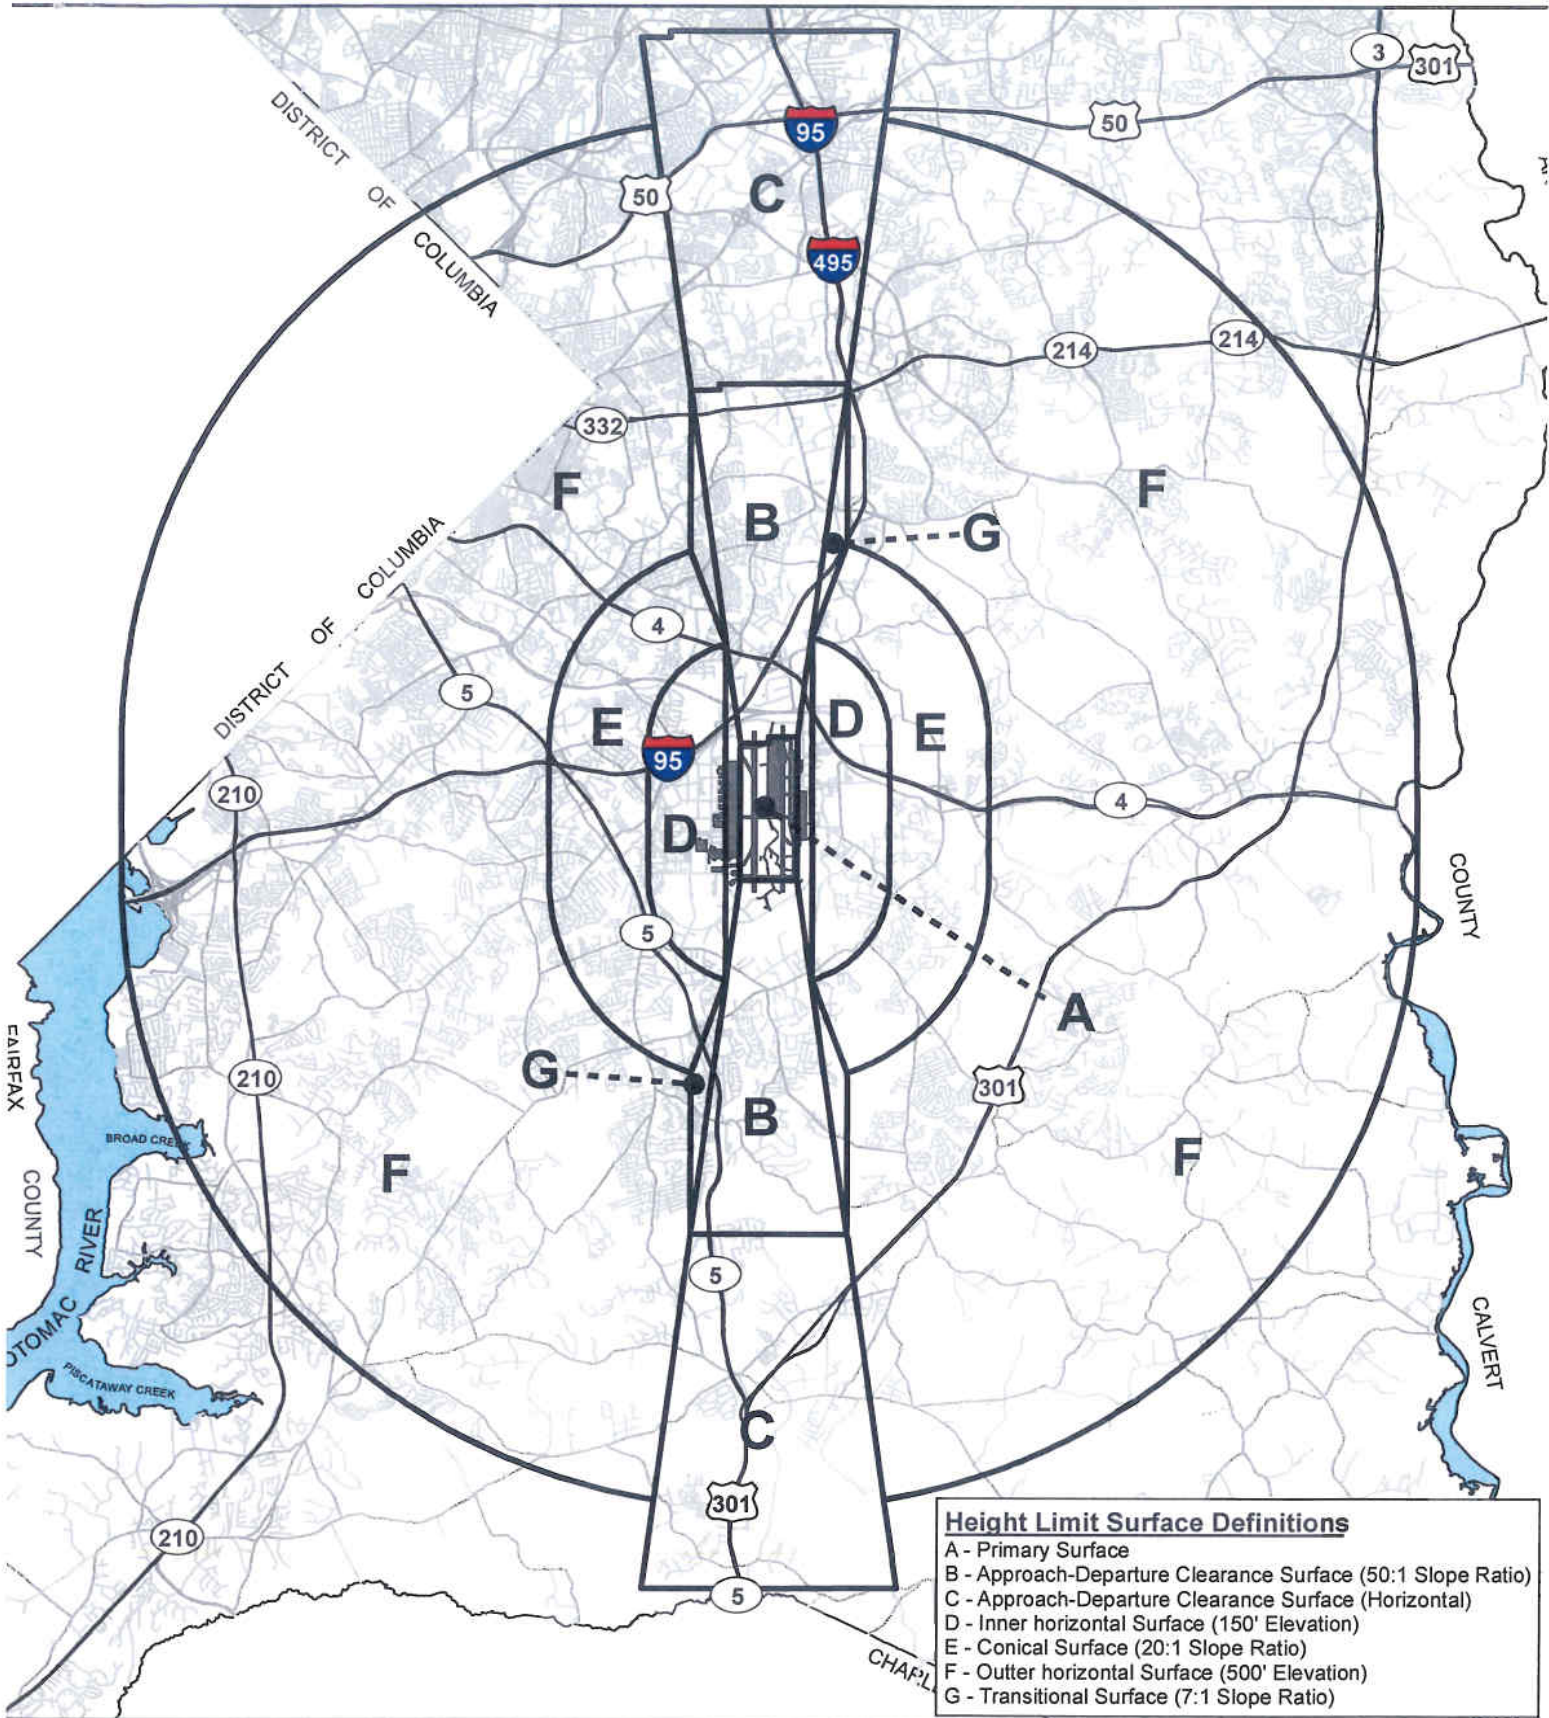 3
301
95
50
DISTRICT
OF
COLUMBIA
50
C
495
214
214
332
F
F
B
G
DISTRICT OF COLUMBIA
4
5
E
95
D
E
210
4
D
COUNTY
5
A
FAIRFAX
G
210
301
B
BROAD CREEK
F
F
COUNTY
RIVER
5
OTOMAC
CALVERT
PISCATAWAY CREEK
C
301
210
5
CHARL
Height Limit Surface Definitions
A - Primary Surface
B - Approach-Departure Clearance Surface (50:1 Slope Ratio)
C - Approach-Departure Clearance Surface (Horizontal)
D - Inner horizontal Surface (150' Elevation)
E - Conical Surface (20:1 Slope Ratio)
F - Outter horizontal Surface (500' Elevation)
G - Transitional Surface (7:1 Slope Ratio)